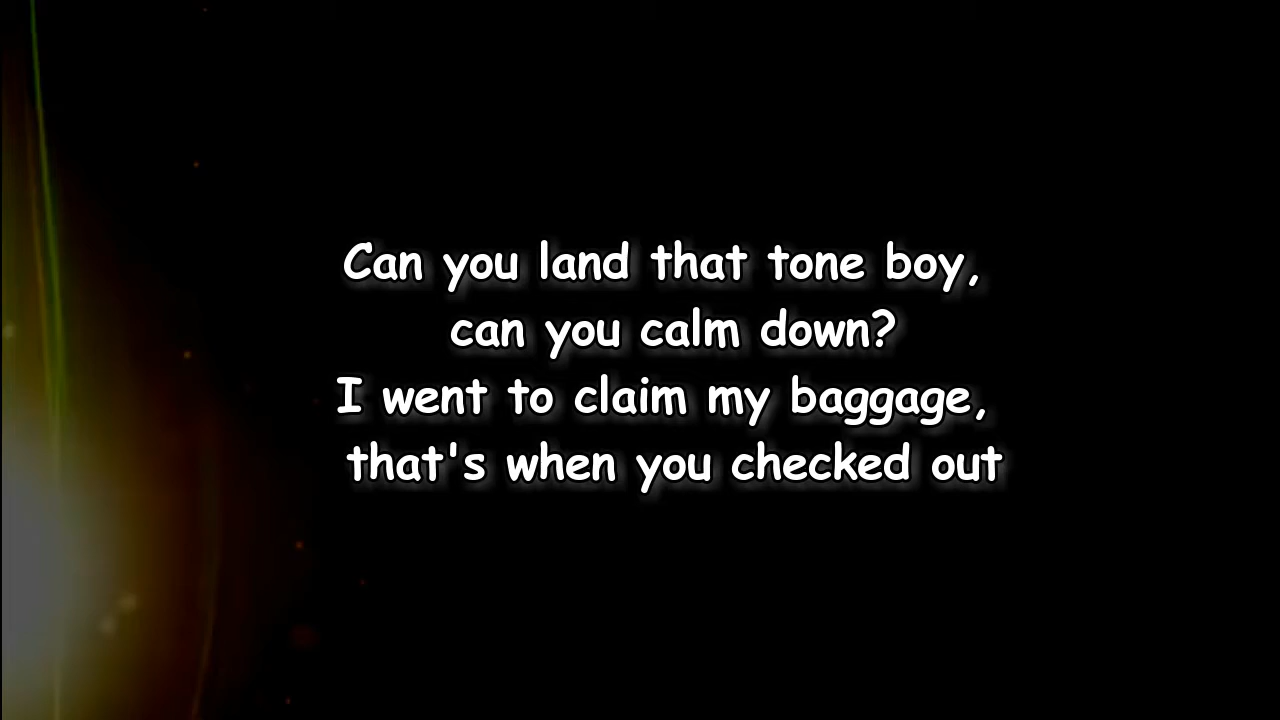 Can you land that tone boy,
can you calm down?
I went to claim my baggage,
that's when you checked out